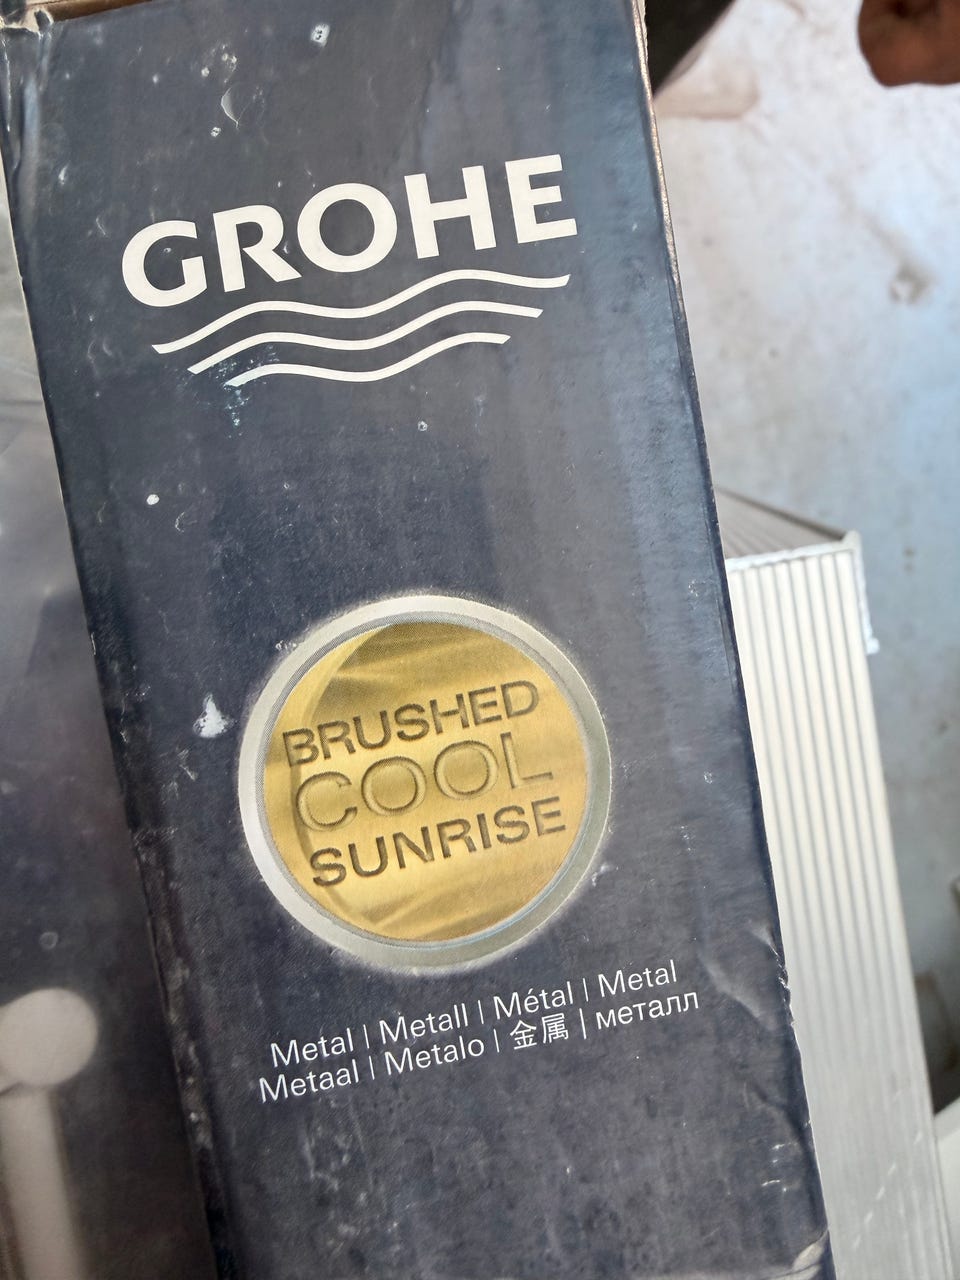 GROHE
BRUSHED
COOL
SUNRISE
Metal | Metall | Métal | Metal
Metaal | Metalo | 金属 | металл